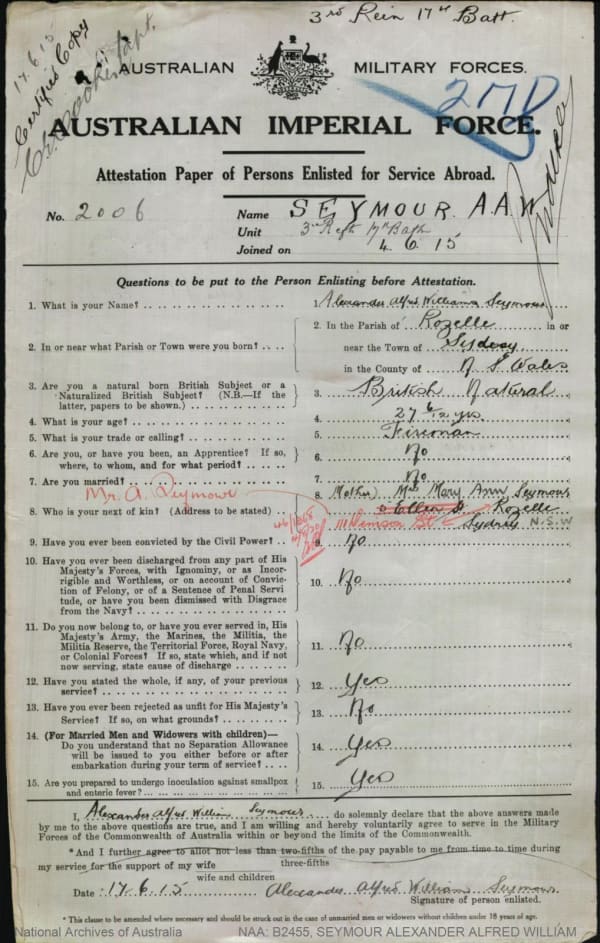 3rd Rein 17th Batt.
17.6.15
Certified Copy
Capt.
AUSTRALIAN MILITARY FORCES.
2MD
AUSTRALIAN IMPERIAL FORCE.
Attestation Paper of Persons Enlisted for Service Abroad.
No. 2006 Name SEYMOUR. A.A.W
Unit 3rd Refts 17th Batt
Joined on 4.6.15
Questions to be put to the Person Enlisting before Attestation.
1. What is your Name? 1. Alexander Alfred William Seymour
2. In or near what Parish or Town were you born? 2. In the Parish of Rozelle in or
near the Town of Sydney
in the County of N.S. Wales
3. Are you a natural born British Subject or a
Naturalized British Subject? (N.B.—If the
latter, papers to be shown.) 3. British Natural
4. What is your age? 4. 27 6/12 yrs
5. What is your trade or calling? 5. Fireman
6. Are you, or have you been, an Apprentice? If so,
where, to whom, and for what period? 6. No
7. Are you married? 7. No
Mr. A. Seymour
8. Who is your next of kin? (Address to be stated) 8. Mother) Mrs Mary Ann Seymour
Rozelle
111 Denison St Sydney N.S.W
9. Have you ever been convicted by the Civil Power? 9. No
10. Have you ever been discharged from any part of His
Majesty's Forces, with Ignominy, or as Incor-
rigible and Worthless, or on account of Convic-
tion of Felony, or of a Sentence of Penal Servi
tude, or have you been dismissed with Disgrace
from the Navy? 10. No
11. Do you now belong to, or have you ever served in, His
Majesty's Army, the Marines, the Militia, the
Militia Reserve, the Territorial Force, Royal Navy,
or Colonial Forces? If so, state which, and if not
now serving, state cause of discharge 11. No
12. Have you stated the whole, if any, of your previous
service? 12. Yes
13. Have you ever been rejected as unfit for His Majesty's
Service? If so, on what grounds? 13. No
14. (For Married Men and Widowers with children)—
Do you understand that no Separation Allowance
will be issued to you either before or after
embarkation during your term of service? 14. Yes
15. Are you prepared to undergo inoculation against smallpox
and enteric fever? 15. Yes
I, Alexander Alfred William Seymour do solemnly declare that the above answers made
by me to the above questions are true, and I am willing and hereby voluntarily agree to serve in the Military
Forces of the Commonwealth of Australia within or beyond the limits of the Commonwealth.
*And I further agree to allot not less than two-fifths of the pay payable to me from time to time during
three-fifths
my service for the support of my wife
wife and children
Date 17.6.15 Alexander Alfred William Seymour
Signature of person enlisted.
* This clause to be amended where necessary and should be struck out in the case of unmarried men or widowers without children under 18 years of age.
National Archives of Australia NAA: B2455, SEYMOUR ALEXANDER ALFRED WILLIAM